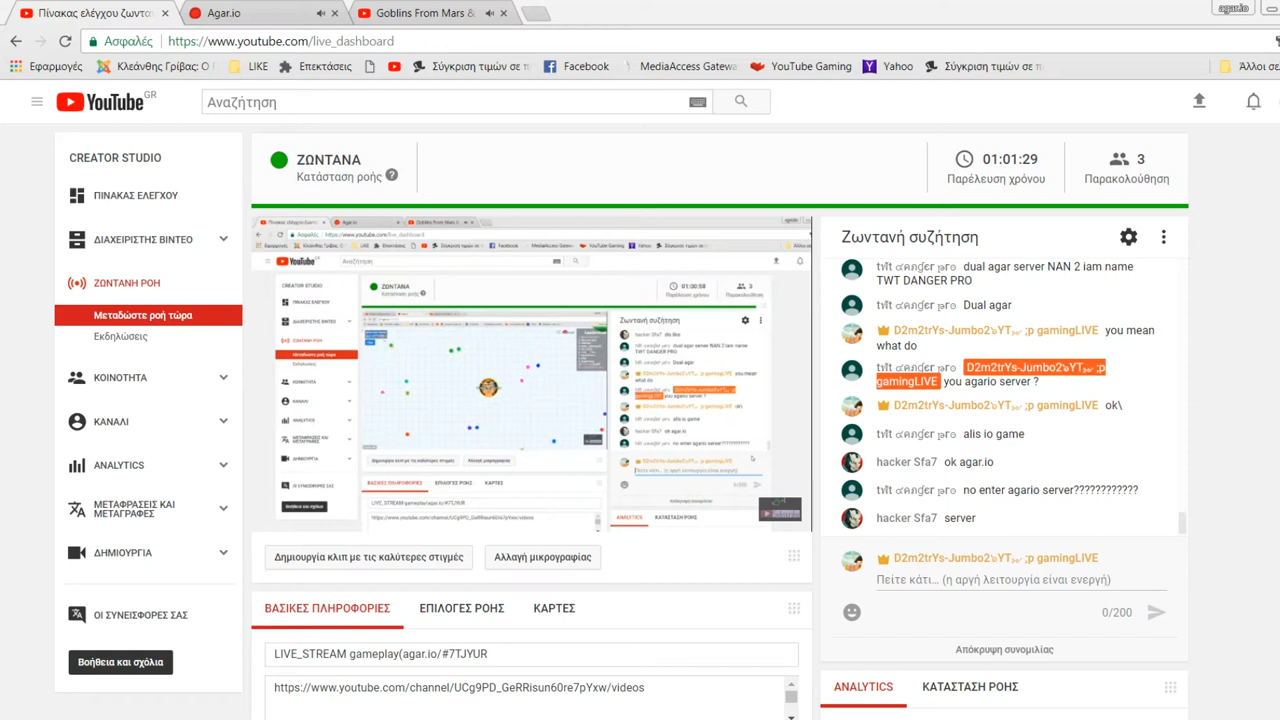 Πίνακας ελέγχου ζωντα
Agar.io
Goblins From Mars &
agario
Ασφαλές
https://www.youtube.com/live_dashboard
Εφαρμογές
Κλεάνθης Γρίβας: Ο Γ
LIKE
Επεκτάσεις
Σύγκριση τιμών σε π
Facebook
MediaAccess Gatewa
YouTube Gaming
Yahoo
Σύγκριση τιμών σε π
Άλλοι σε
YouTube GR
Αναζήτηση
CREATOR STUDIO
ΠΙΝΑΚΑΣ ΕΛΕΓΧΟΥ
ΔΙΑΧΕΙΡΙΣΤΗΣ ΒΙΝΤΕΟ
ΖΩΝΤΑΝΗ ΡΟΗ
Μεταδώστε ροή τώρα
Εκδηλώσεις
ΚΟΙΝΟΤΗΤΑ
ΚΑΝΑΛΙ
ANALYTICS
ΜΕΤΑΦΡΑΣΕΙΣ ΚΑΙ
ΜΕΤΑΓΡΑΦΕΣ
ΔΗΜΙΟΥΡΓΙΑ
ΟΙ ΣΥΝΕΙΣΦΟΡΕΣ ΣΑΣ
Βοήθεια και σχόλια
ΖΩΝΤΑΝΑ
Κατάσταση ροής
01:01:29
Παρέλευση χρόνου
3
Παρακολούθηση
Δημιουργία κλιπ με τις καλύτερες στιγμές
Αλλαγή μικρογραφίας
ΒΑΣΙΚΕΣ ΠΛΗΡΟΦΟΡΙΕΣ
ΕΠΙΛΟΓΕΣ ΡΟΗΣ
ΚΑΡΤΕΣ
LIVE_STREAM gameplay(agar.io/#7TJYUR
https://www.youtube.com/channel/UCg9PD_GeRRisun60re7pYxw/videos
Ζωντανή συζήτηση
dual agar server NAN 2 iam name
TWT DANGER PRO
Dual agar
you mean
what do
gamingLIVE you agario server ?
ok\
alis io game
hacker Sfa7 ok agar.io
no enter agario server????????????
hacker Sfa7 server
Πείτε κάτι... (η αργή λειτουργία είναι ενεργή)
0/200
Απόκρυψη συνομιλίας
ANALYTICS
ΚΑΤΑΣΤΑΣΗ ΡΟΗΣ